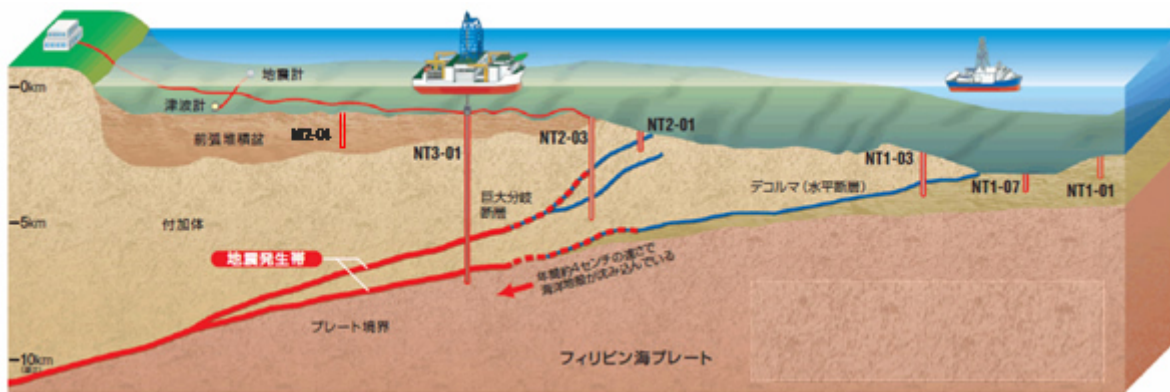 地震計
0km
津波計
前弧堆積盆
NT2-04
NT3-01
NT2-03
NT2-01
NT1-03
NT1-07
NT1-01
デコルマ（水平断層）
巨大分岐
断層
5km
付加体
地震発生帯
年間約4センチの速さで
海洋地殻が沈み込んでいる
プレート境界
フィリピン海プレート
10km